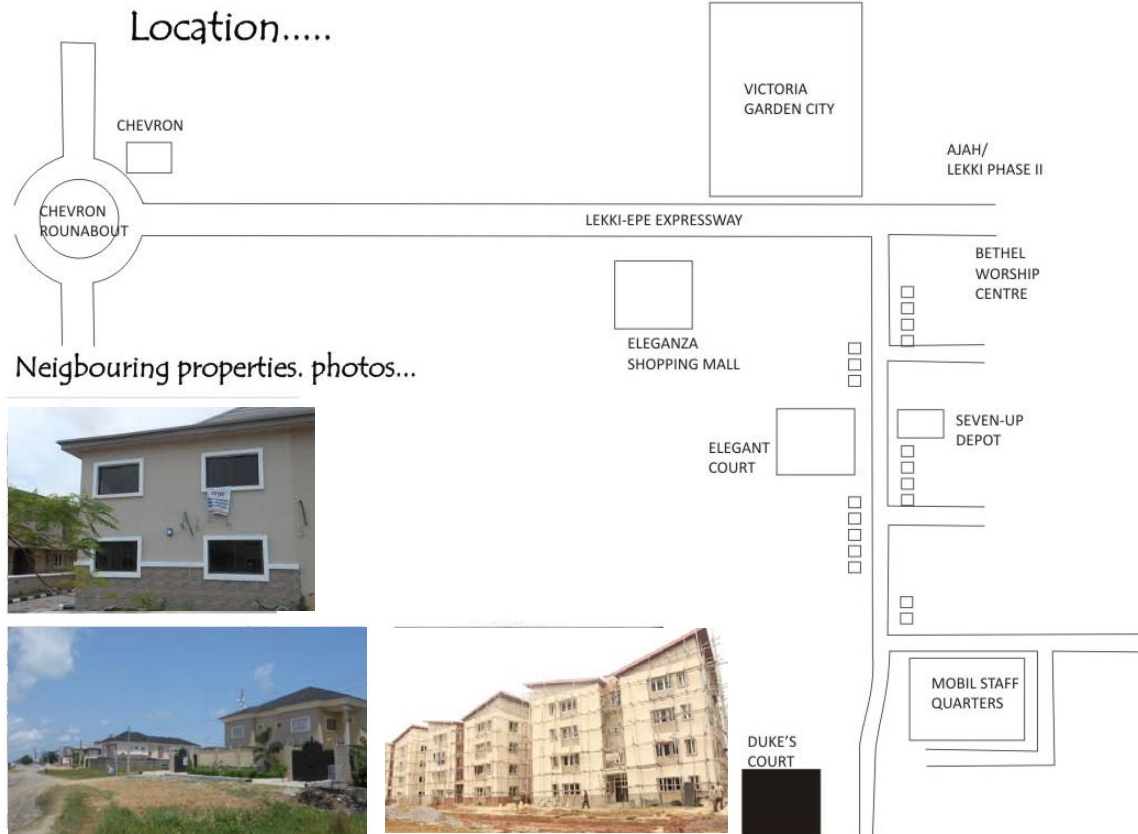 Location.....
CHEVRON
CHEVRON
ROUNABOUT
VICTORIA
GARDEN CITY
AJAH/
LEKKI PHASE II
LEKKI-EPE EXPRESSWAY
BETHEL
WORSHIP
CENTRE
ELEGANZA
SHOPPING MALL
Neigbouring properties. photos...
ELEGANT
COURT
SEVEN-UP
DEPOT
MOBIL STAFF
QUARTERS
DUKE'S
COURT